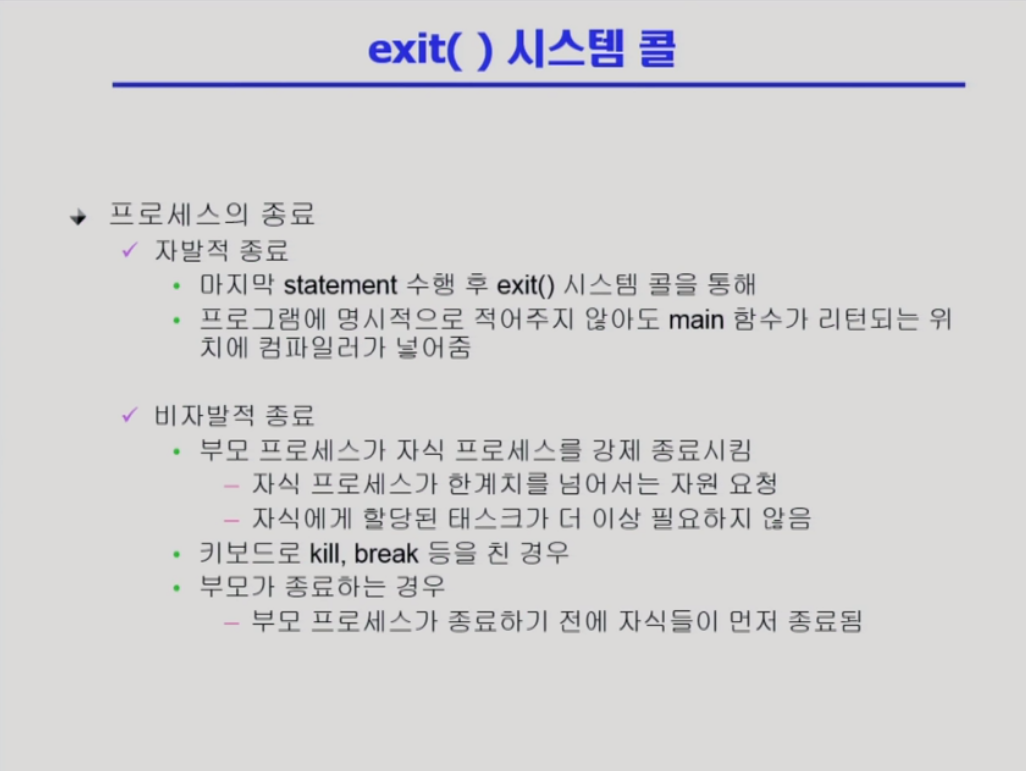 exit( ) 시스템 콜
프로세스의 종료
자발적 종료
마지막 statement 수행 후 exit() 시스템 콜을 통해
프로그램에 명시적으로 적어주지 않아도 main 함수가 리턴되는 위
치에 컴파일러가 넣어줌
비자발적 종료
부모 프로세스가 자식 프로세스를 강제 종료시킴
– 자식 프로세스가 한계치를 넘어서는 자원 요청
– 자식에게 할당된 태스크가 더 이상 필요하지 않음
키보드로 kill, break 등을 친 경우
부모가 종료하는 경우
– 부모 프로세스가 종료하기 전에 자식들이 먼저 종료됨